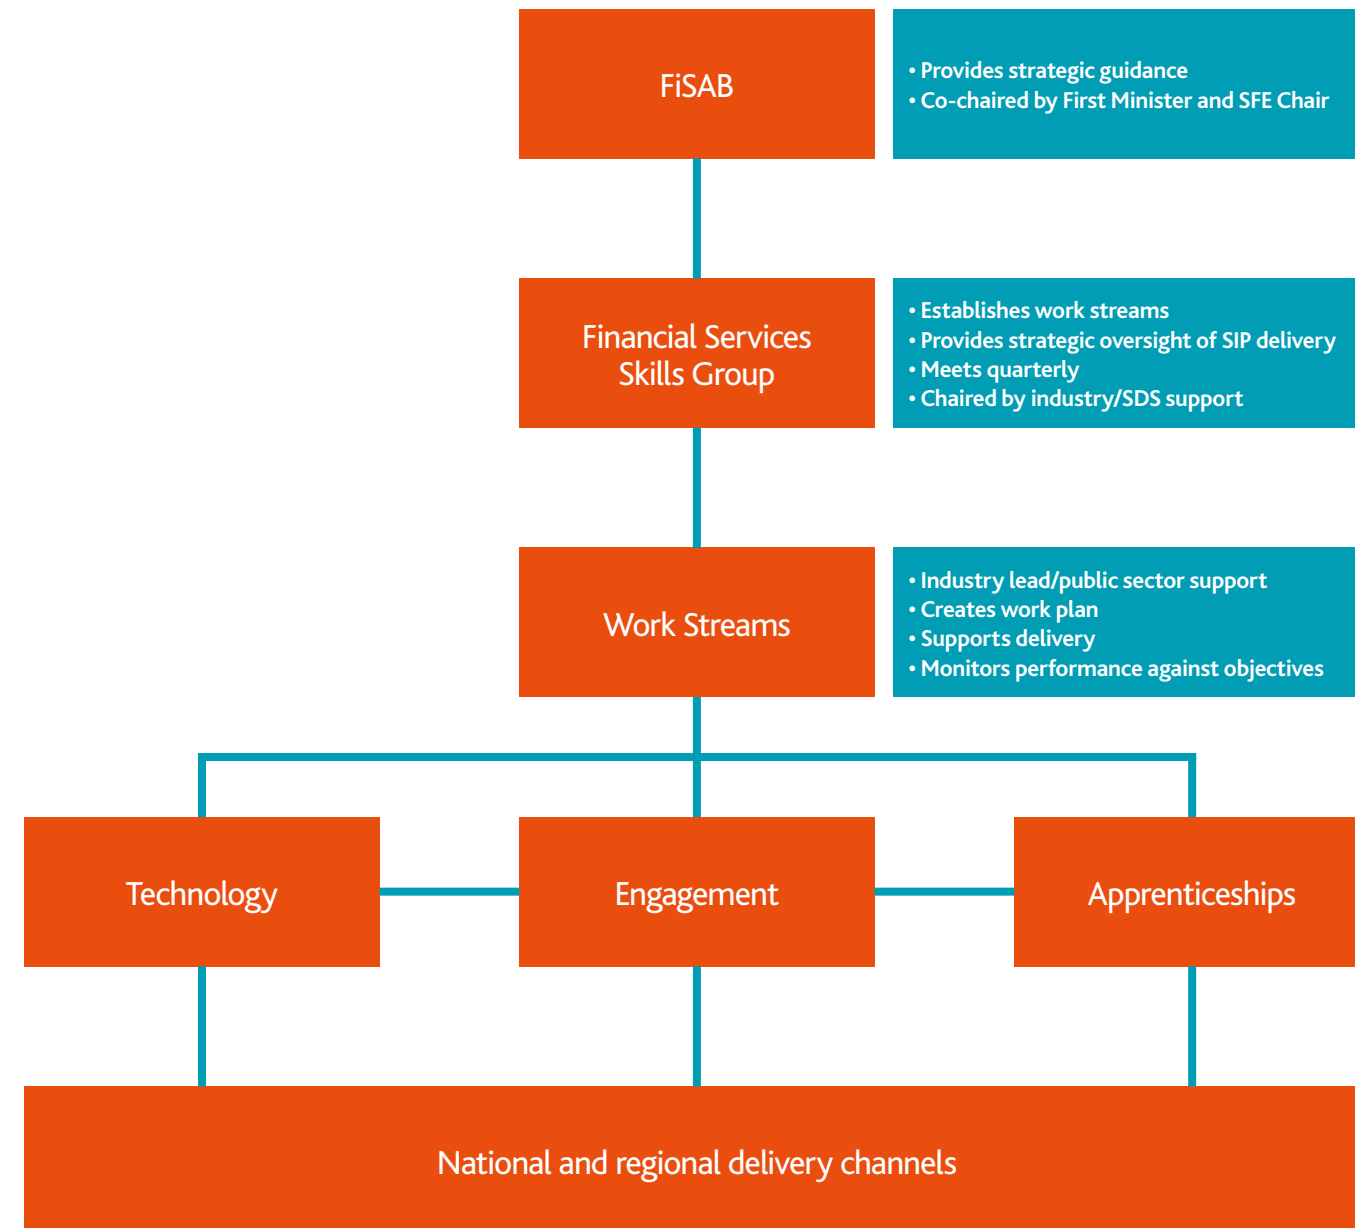 FiSAB
• Provides strategic guidance
• Co-chaired by First Minister and SFE Chair
Financial Services
Skills Group
• Establishes work streams
• Provides strategic oversight of SIP delivery
• Meets quarterly
• Chaired by industry/SDS support
Work Streams
• Industry lead/public sector support
• Creates work plan
• Supports delivery
• Monitors performance against objectives
Technology
Engagement
Apprenticeships
National and regional delivery channels